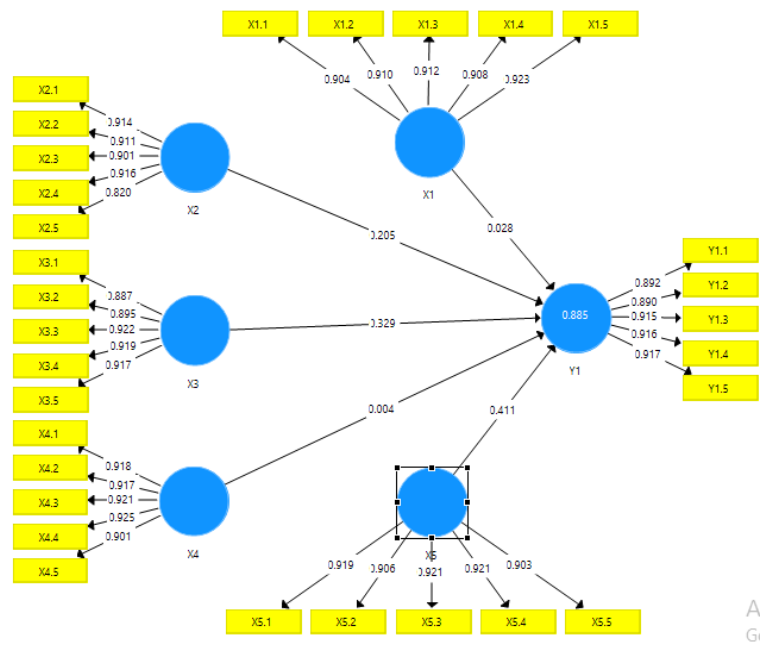 X1.1 X1.2 X1.3 X1.4 X1.5
0.904 0.910 0.912 0.908 0.923
X1
X2.1
X2.2
X2.3
X2.4
X2.5
0.914
0.911
0.901
0.916
0.820
X2
X3.1
X3.2
X3.3
X3.4
X3.5
0.887
0.895
0.922
0.919
0.917
X3
X4.1
X4.2
X4.3
X4.4
X4.5
0.918
0.917
0.921
0.925
0.901
X4
0.028
0.205
0.329
0.004
0.411
0.885
Y1
0.892
0.890
0.915
0.916
0.917
Y1.1
Y1.2
Y1.3
Y1.4
Y1.5
X5
0.919 0.906 0.921 0.921 0.903
X5.1 X5.2 X5.3 X5.4 X5.5
A
Go